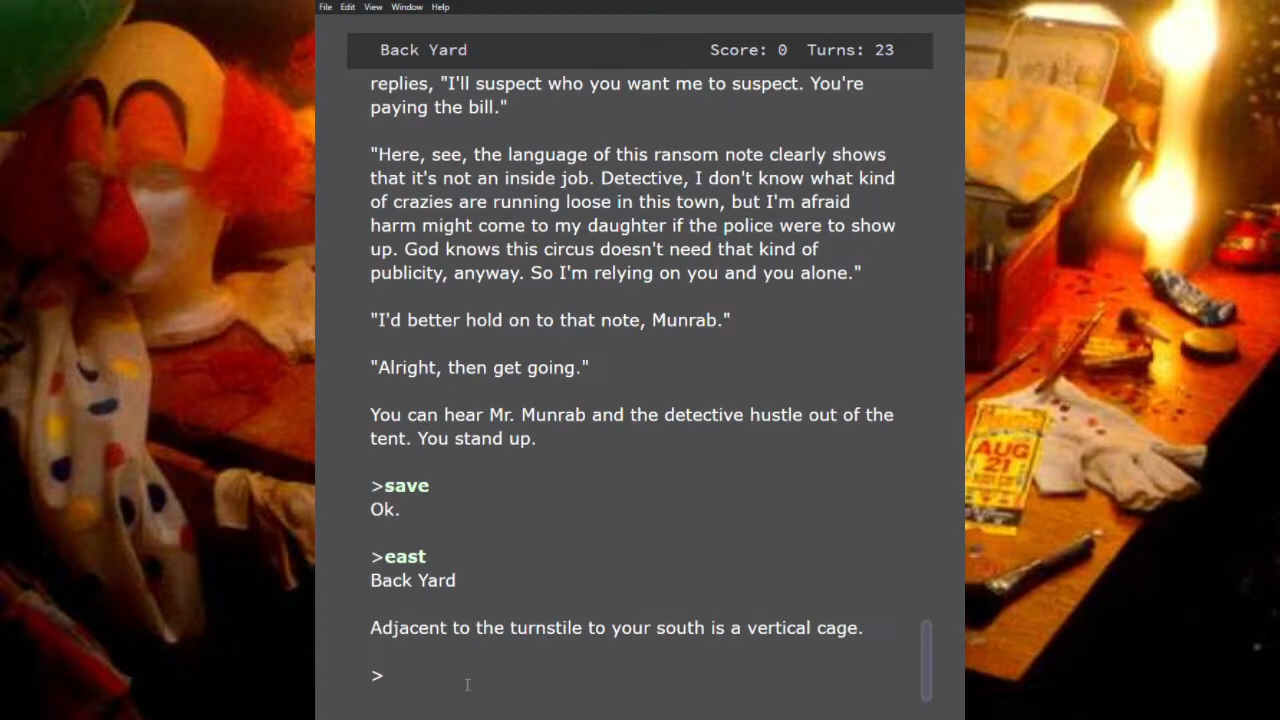 File Edit View Window Help
Back Yard Score: 0 Turns: 23
replies, "I'll suspect who you want me to suspect. You're
paying the bill."
"Here, see, the language of this ransom note clearly shows
that it's not an inside job. Detective, I don't know what kind
of crazies are running loose in this town, but I'm afraid
harm might come to my daughter if the police were to show
up. God knows this circus doesn't need that kind of
publicity, anyway. So I'm relying on you and you alone."
"I'd better hold on to that note, Munrab."
"Alright, then get going."
You can hear Mr. Munrab and the detective hustle out of the
tent. You stand up.
>save
Ok.
>east
Back Yard
Adjacent to the turnstile to your south is a vertical cage.
>
AUG
21